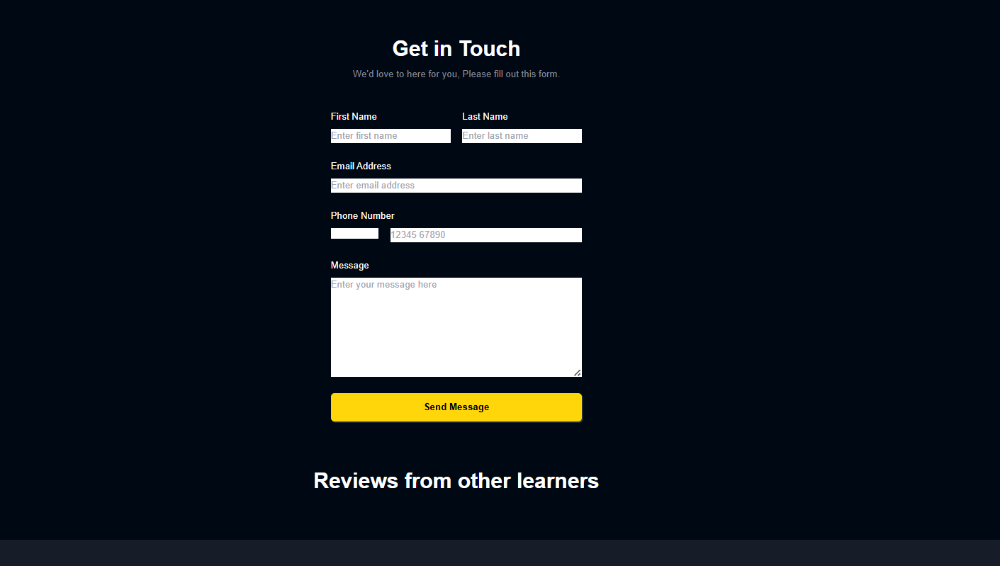 Get in Touch
We'd love to here for you, Please fill out this form.
First Name Last Name
Enter first name Enter last name
Email Address
Enter email address
Phone Number
12345 67890
Message
Enter your message here
Send Message
Reviews from other learners